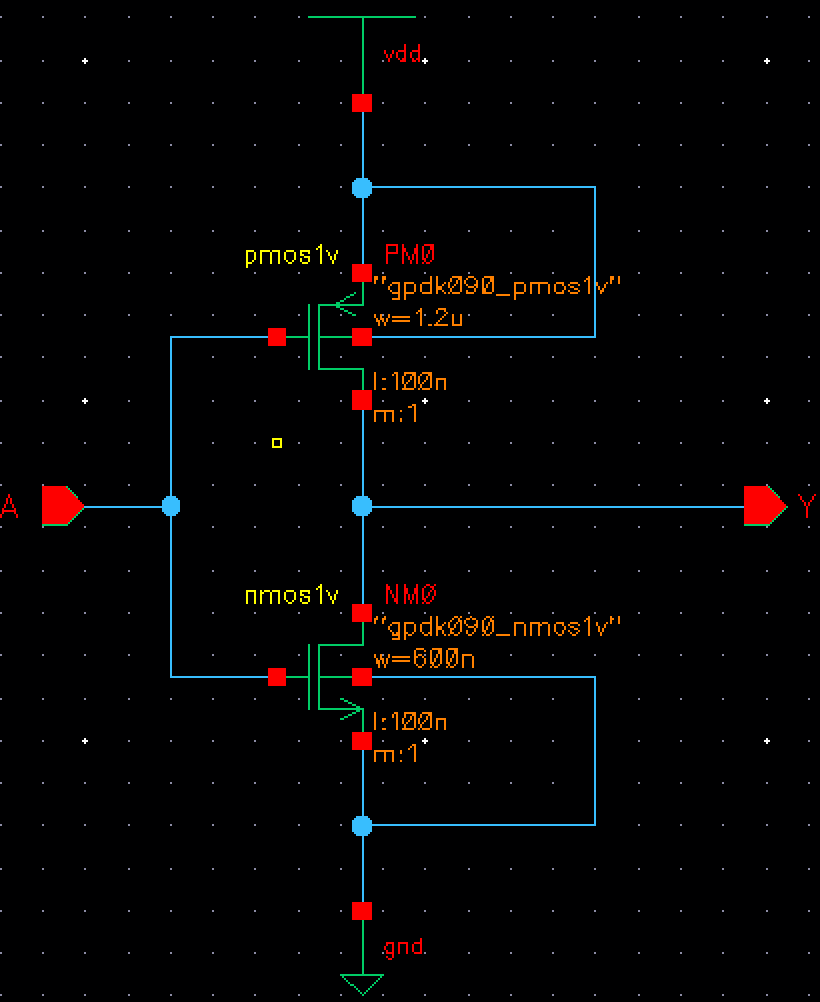 vdd
pmos1v
PM0
"gpdk090_pmos1v"
w=1.2u
l:100n
m:1
A
Y
nmos1v
NM0
"gpdk090_nmos1v"
w=600n
l:100n
m:1
gnd